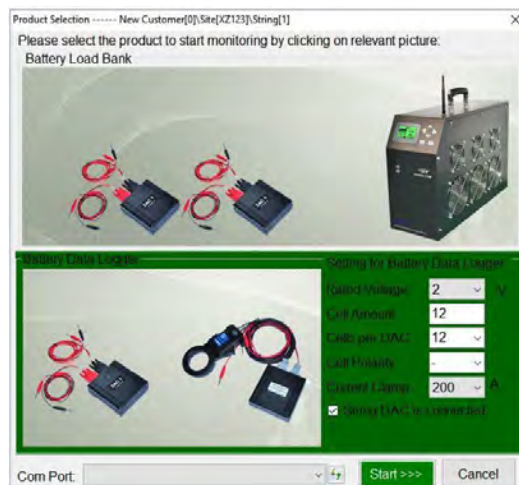 Product Selection ------ New Customer[0]\Site[XZ123]\String[1]
Please select the product to start monitoring by clicking on relevant picture:
Battery Load Bank
Battery Data Logger
Setting for Battery Data Logger
Rated Voltage: 2 V
Cell Amount 12
Cells per DAC 12
Cell Polarity -
Current Clamp 200 A
String DAC is connected
Com Port:
Start >>>
Cancel